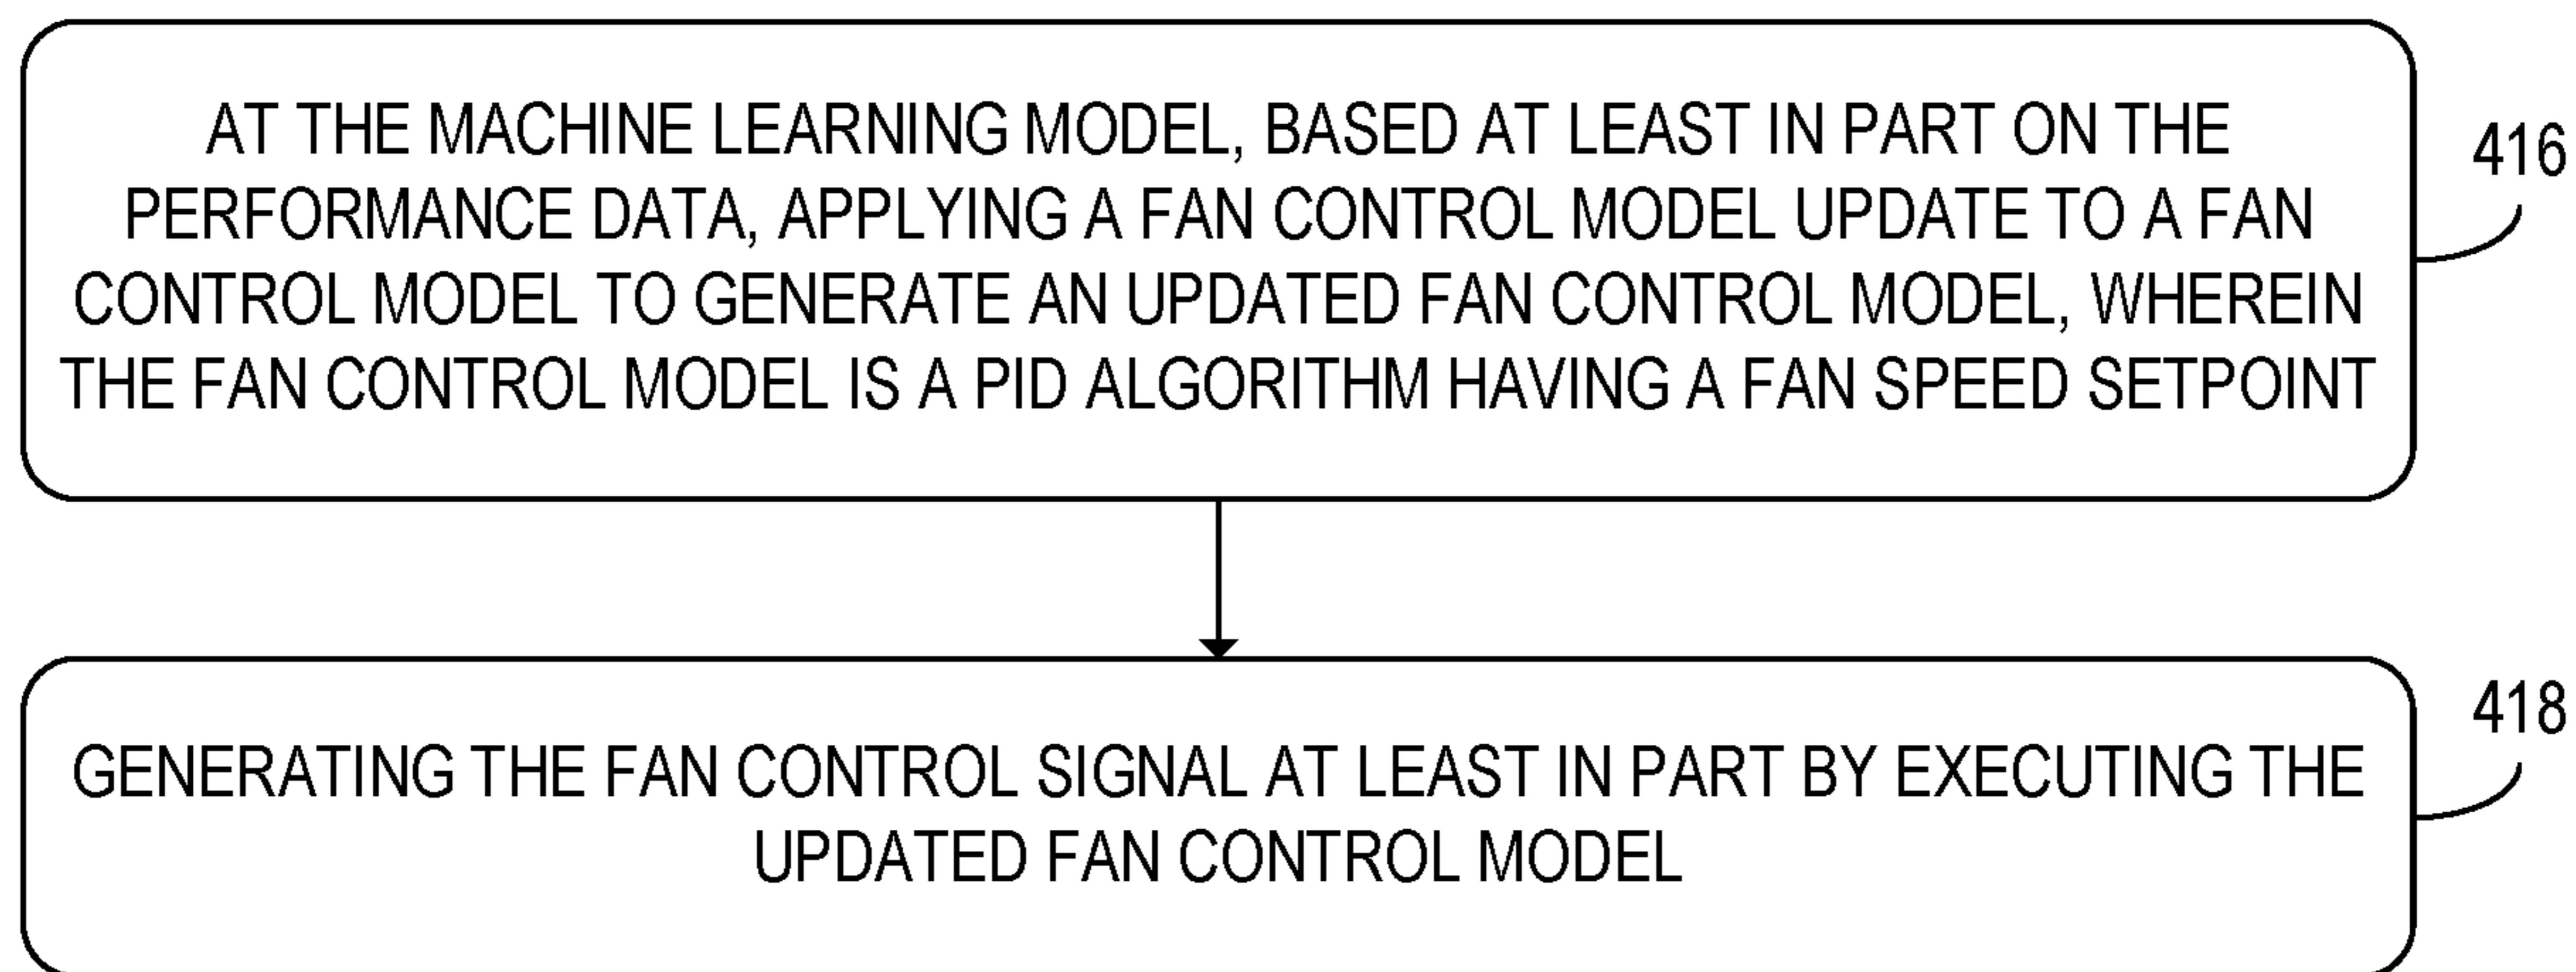 AT THE MACHINE LEARNING MODEL, BASED AT LEAST IN PART ON THE
PERFORMANCE DATA, APPLYING A FAN CONTROL MODEL UPDATE TO A FAN
CONTROL MODEL TO GENERATE AN UPDATED FAN CONTROL MODEL, WHEREIN
THE FAN CONTROL MODEL IS A PID ALGORITHM HAVING A FAN SPEED SETPOINT
416
GENERATING THE FAN CONTROL SIGNAL AT LEAST IN PART BY EXECUTING THE
UPDATED FAN CONTROL MODEL
418